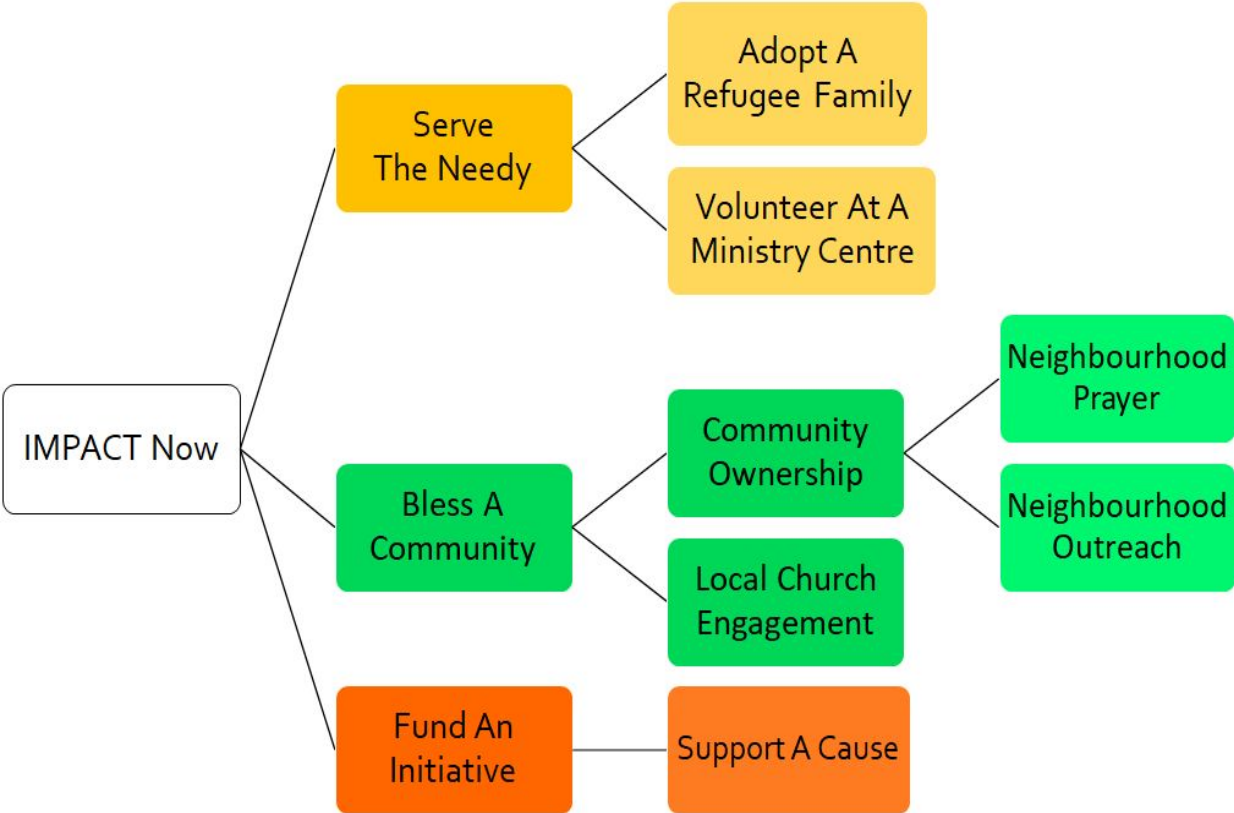 Adopt A
Refugee Family
Serve
The Needy
Volunteer At A
Ministry Centre
Neighbourhood
Prayer
IMPACT Now
Community
Ownership
Bless A
Community
Neighbourhood
Outreach
Local Church
Engagement
Fund An
Initiative
Support A Cause